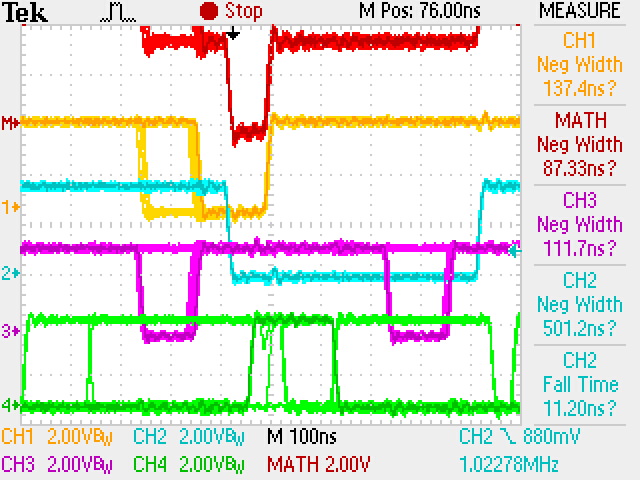 Tek Stop M Pos: 76.00ns MEASURE
CH1
Neg Width
137.4ns?
MATH
Neg Width
87.33ns?
CH3
Neg Width
111.7ns?
CH2
Neg Width
501.2ns?
CH2
Fall Time
11.20ns?
M
1
2
3
4
CH1 2.00VBw CH2 2.00VBw M 100ns CH2 880mV
CH3 2.00VBw CH4 2.00VBw MATH 2.00V 1.02278MHz